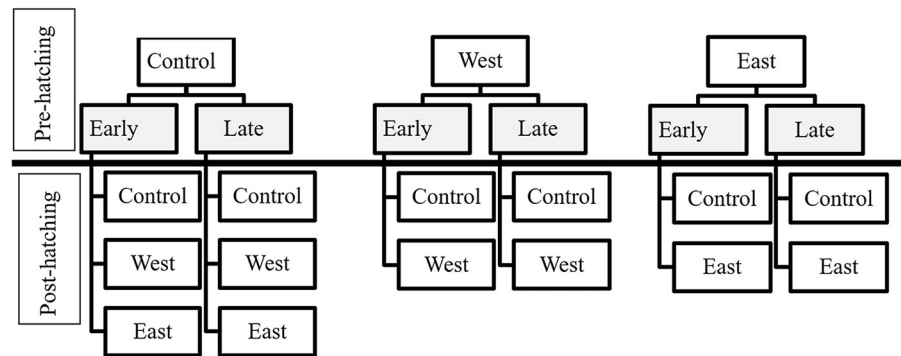 Pre-hatching
Control
West
East
Early
Late
Early
Late
Early
Late
Post-hatching
Control
Control
Control
Control
Control
Control
West
West
West
West
East
East
East
East